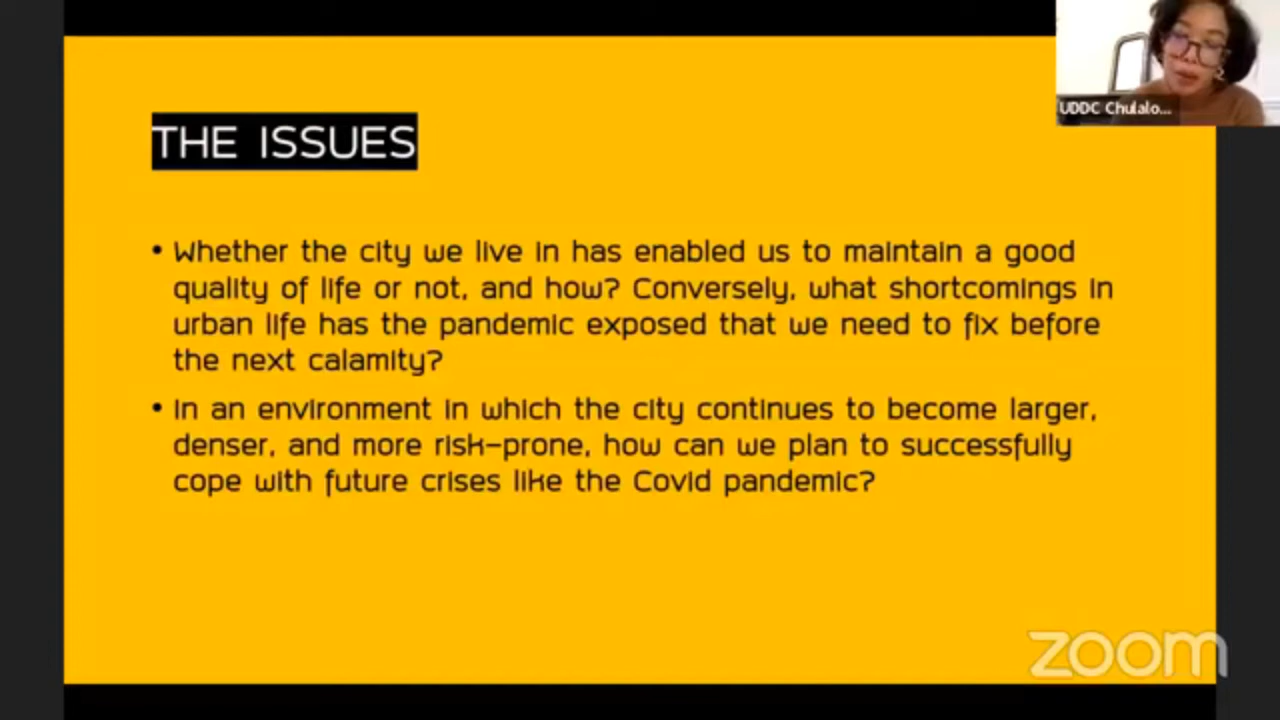 UDDC Chulalo...
THE ISSUES
• Whether the city we live in has enabled us to maintain a good
quality of life or not, and how? Conversely, what shortcomings in
urban life has the pandemic exposed that we need to fix before
the next calamity?
• In an environment in which the city continues to become larger,
denser, and more risk-prone, how can we plan to successfully
cope with future crises like the Covid pandemic?
zoom